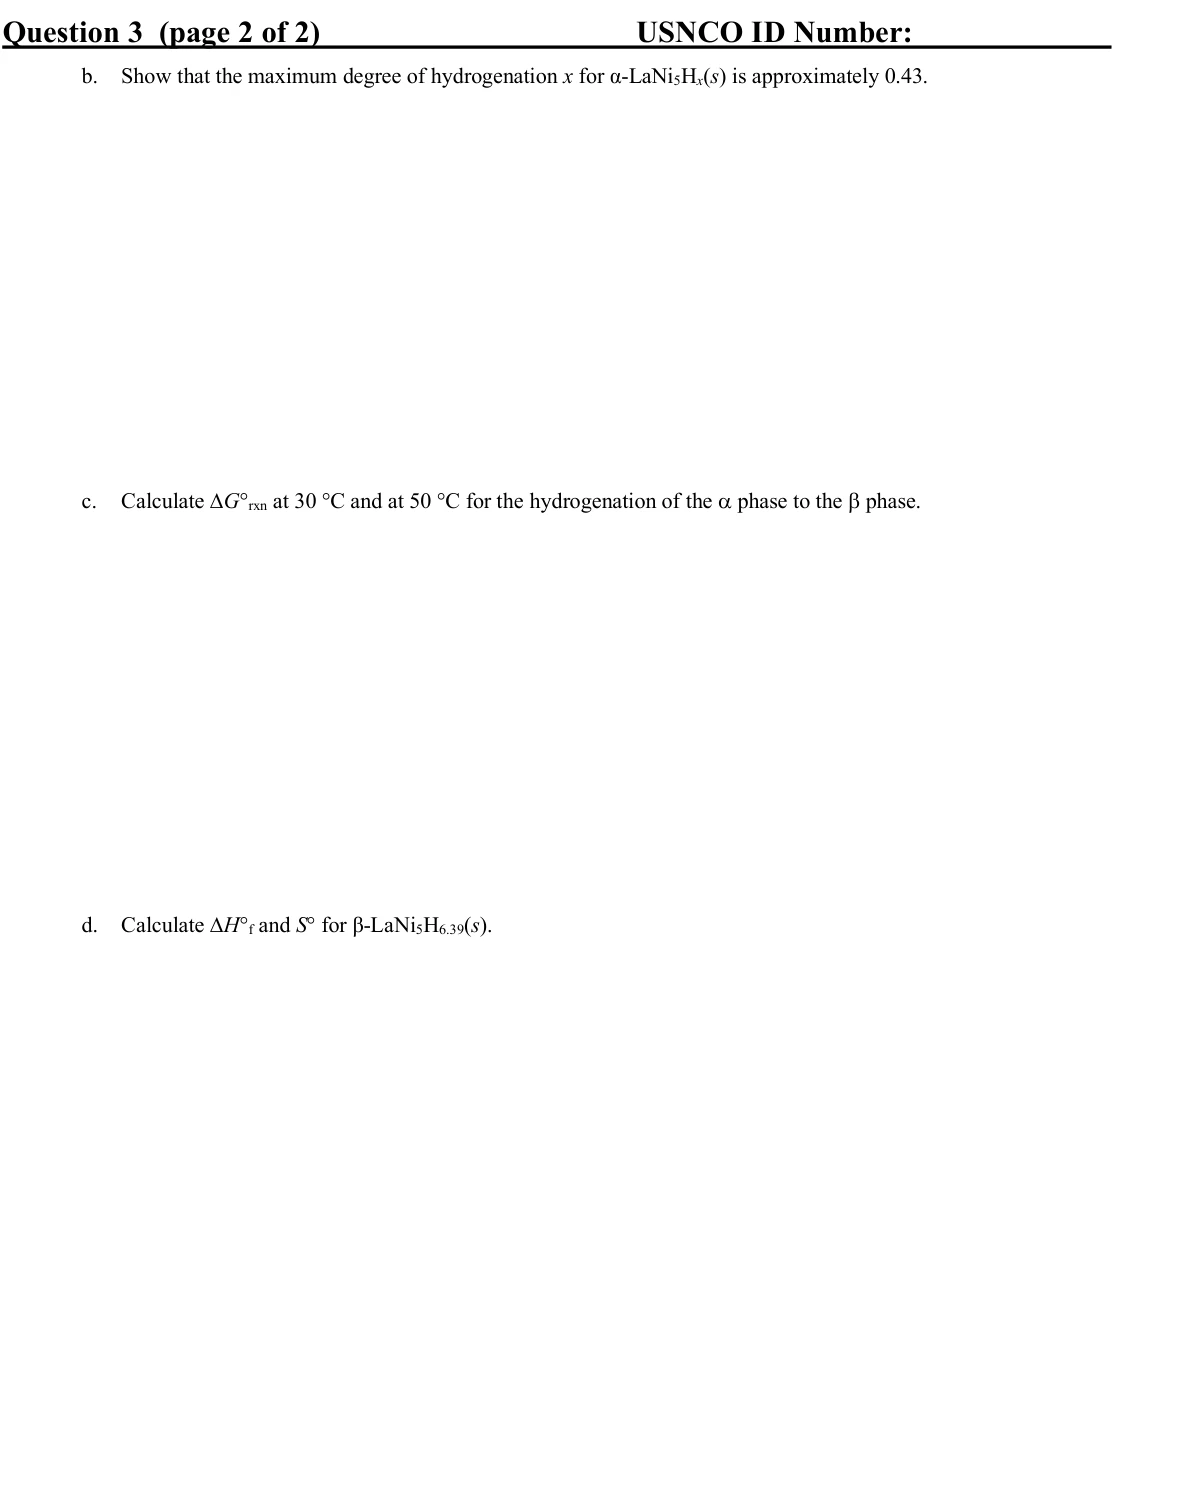 Question 3 (page 2 of 2) USNCO ID Number:
b. Show that the maximum degree of hydrogenation x for α-LaNi₅Hₓ(s) is approximately 0.43.
c. Calculate ΔG°rxn at 30 °C and at 50 °C for the hydrogenation of the α phase to the β phase.
d. Calculate ΔH°f and S° for β-LaNi₅H₆.₃₉(s).